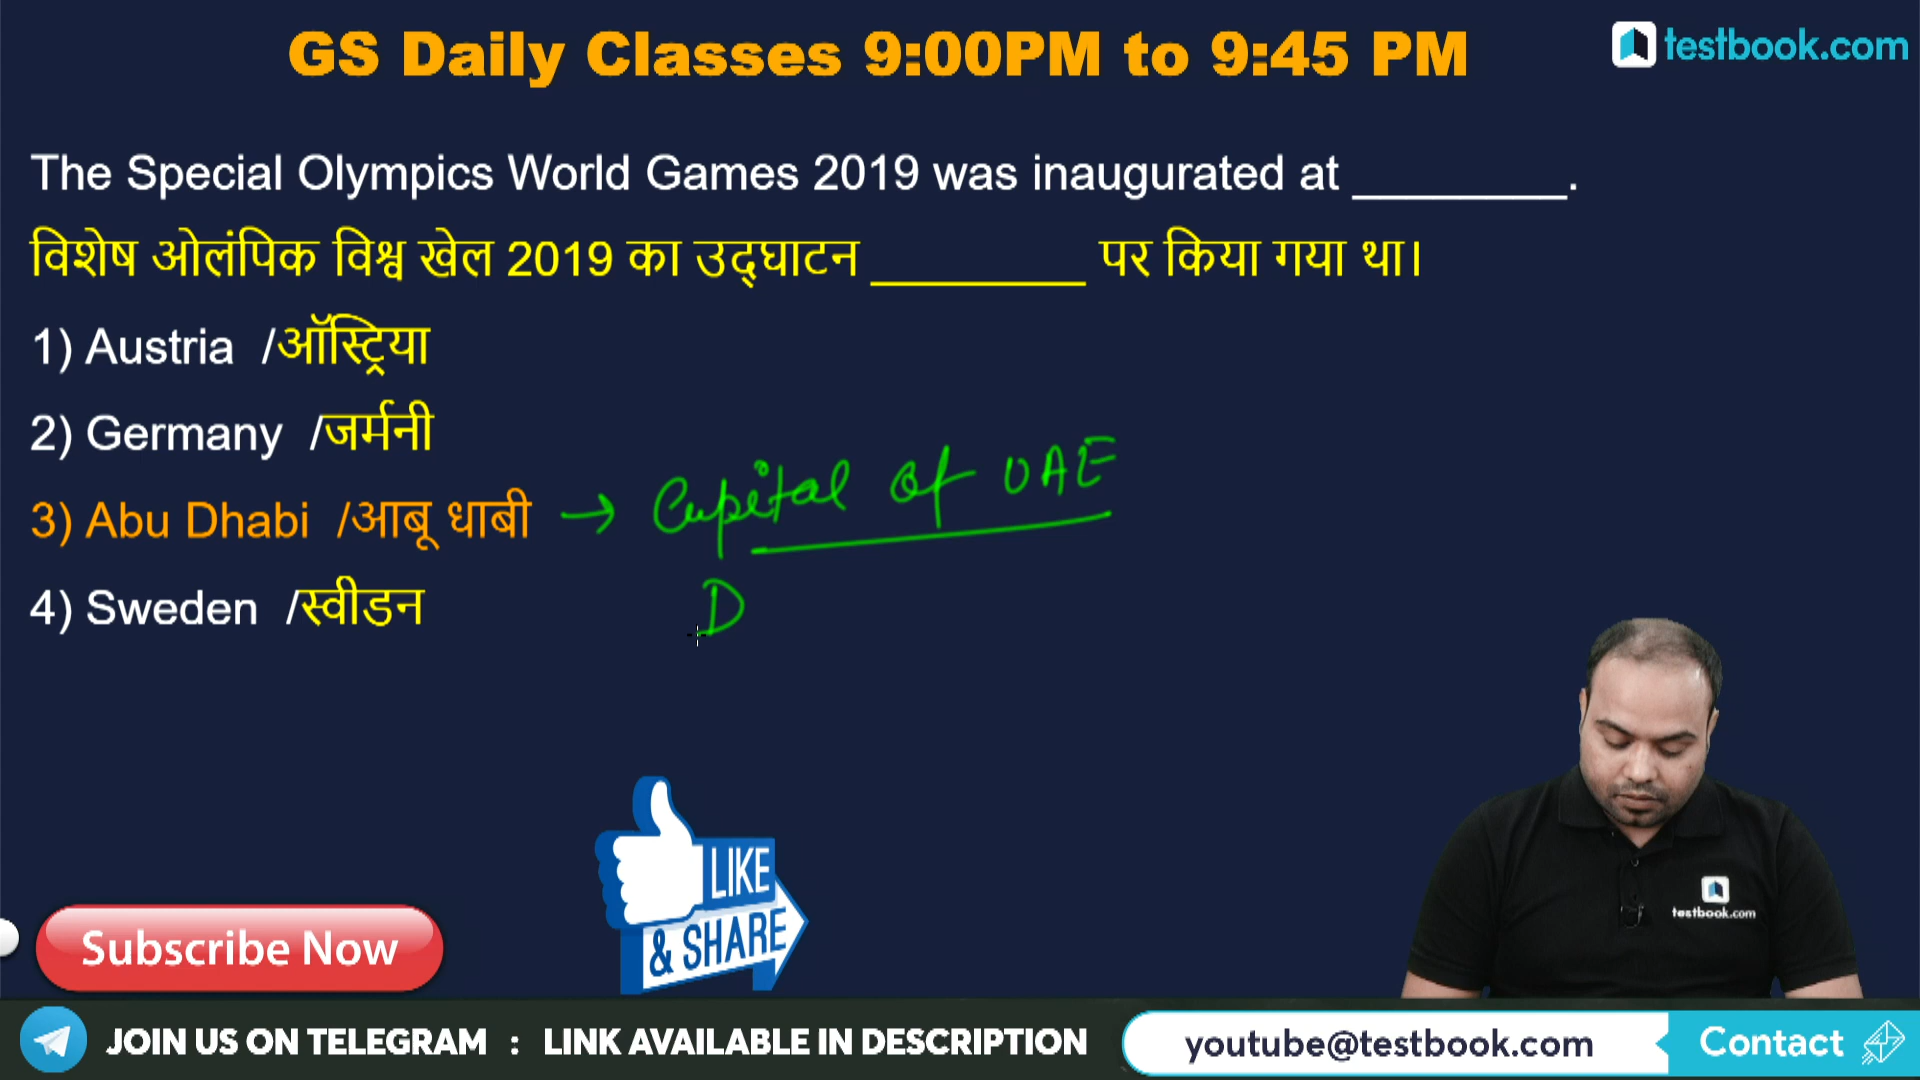 GS Daily Classes 9:00PM to 9:45 PM
testbook.com
The Special Olympics World Games 2019 was inaugurated at ________.
विशेष ओलंपिक विश्व खेल 2019 का उद्घाटन ________ पर किया गया था।
1) Austria /ऑस्ट्रिया
2) Germany /जर्मनी
3) Abu Dhabi /आबू धाबी → Capital of UAE
4) Sweden /स्वीडन
D
LIKE
& SHARE
testbook.com
Subscribe Now
JOIN US ON TELEGRAM : LINK AVAILABLE IN DESCRIPTION
youtube@testbook.com
Contact